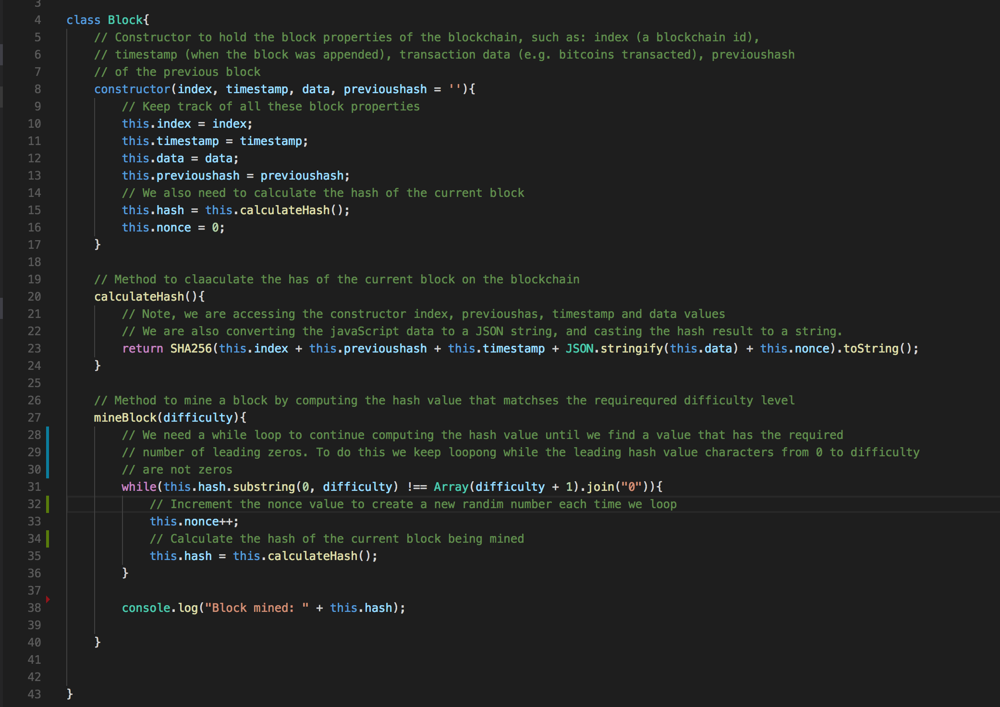 3
4 class Block{
5 // Constructor to hold the block properties of the blockchain, such as: index (a blockchain id),
6 // timestamp (when the block was appended), transaction data (e.g. bitcoins transacted), previoushash
7 // of the previous block
8 constructor(index, timestamp, data, previoushash = ''){
9 // Keep track of all these block properties
10 this.index = index;
11 this.timestamp = timestamp;
12 this.data = data;
13 this.previoushash = previoushash;
14 // We also need to calculate the hash of the current block
15 this.hash = this.calculateHash();
16 this.nonce = 0;
17 }
18
19 // Method to claaculate the has of the current block on the blockchain
20 calculateHash(){
21 // Note, we are accessing the constructor index, previoushas, timestamp and data values
22 // We are also converting the javaScript data to a JSON string, and casting the hash result to a string.
23 return SHA256(this.index + this.previoushash + this.timestamp + JSON.stringify(this.data) + this.nonce).toString();
24 }
25
26 // Method to mine a block by computing the hash value that matchses the requirequred difficulty level
27 mineBlock(difficulty){
28 // We need a while loop to continue computing the hash value until we find a value that has the required
29 // number of leading zeros. To do this we keep loopong while the leading hash value characters from 0 to difficulty
30 // are not zeros
31 while(this.hash.substring(0, difficulty) !== Array(difficulty + 1).join("0")){
32 // Increment the nonce value to create a new randim number each time we loop
33 this.nonce++;
34 // Calculate the hash of the current block being mined
35 this.hash = this.calculateHash();
36 }
37
38 console.log("Block mined: " + this.hash);
39
40 }
41
42
43 }